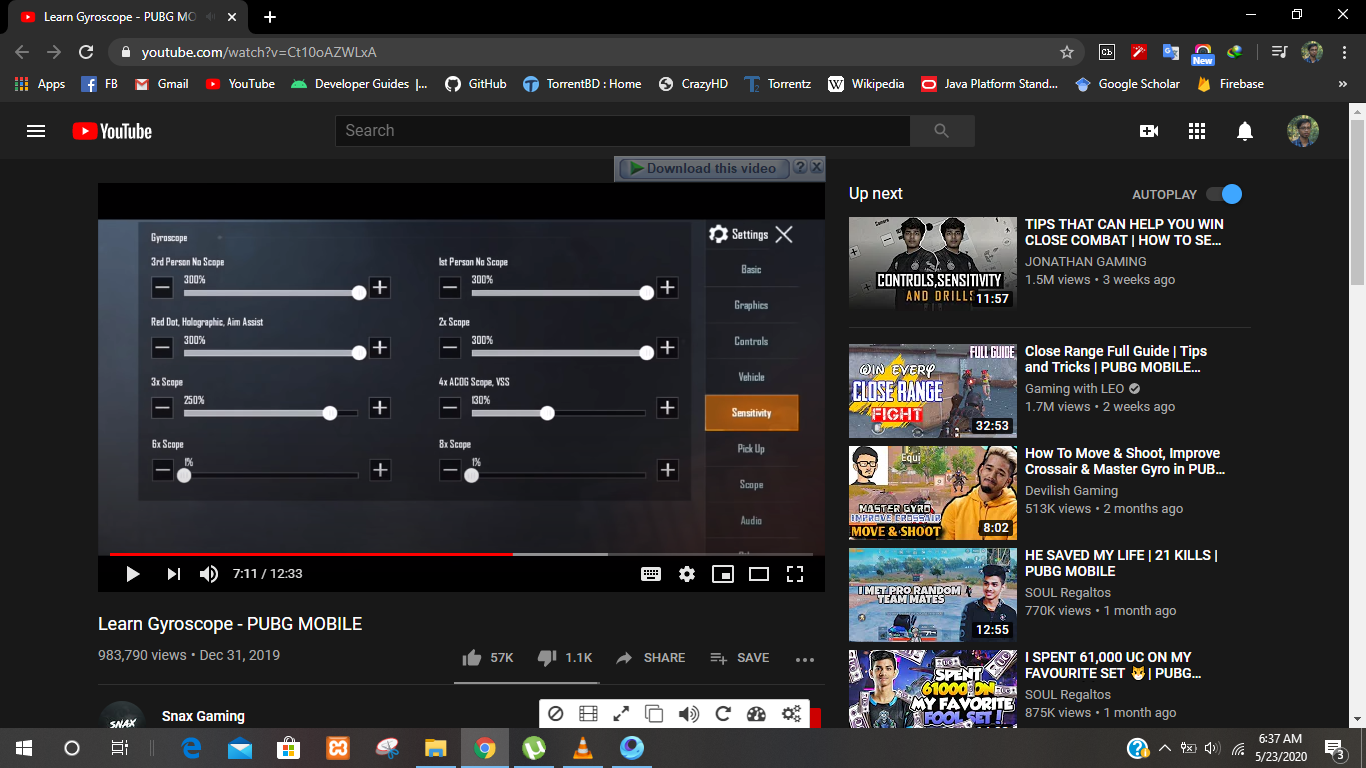 Learn Gyroscope - PUBG MO
youtube.com/watch?v=Ct10oAZWLxA
New
Apps
FB
Gmail
YouTube
Developer Guides |...
GitHub
TorrentBD : Home
CrazyHD
Torrentz
Wikipedia
Java Platform Stand...
Google Scholar
Firebase
YouTube
Search
Download this video
Gyroscope
Settings
3rd Person No Scope
300%
1st Person No Scope
300%
Red Dot, Holographic, Aim Assist
300%
2x Scope
300%
3x Scope
250%
4x ACOG Scope, VSS
130%
6x Scope
1%
8x Scope
1%
Basic
Graphics
Controls
Vehicle
Sensitivity
Pick Up
Scope
Audio
7:11 / 12:33
Learn Gyroscope - PUBG MOBILE
983,790 views • Dec 31, 2019
57K
1.1K
SHARE
SAVE
SNAX
Snax Gaming
Up next
AUTOPLAY
CONTROLS,SENSITIVITY
AND DRILLS
11:57
TIPS THAT CAN HELP YOU WIN
CLOSE COMBAT | HOW TO SE...
JONATHAN GAMING
1.5M views • 3 weeks ago
FULL GUIDE
WIN EVERY
CLOSE RANGE
FIGHT
32:53
Close Range Full Guide | Tips
and Tricks | PUBG MOBILE...
Gaming with LEO
1.7M views • 2 weeks ago
Equi
MASTER GYRO
IMPROVE CROSSAIR
MOVE & SHOOT
8:02
How To Move & Shoot, Improve
Crossair & Master Gyro in PUB...
Devilish Gaming
513K views • 2 months ago
I MET PRO RANDOM
TEAM MATES
12:55
HE SAVED MY LIFE | 21 KILLS |
PUBG MOBILE
SOUL Regaltos
770K views • 1 month ago
SPENT
61000 ON
MY FAVORITE
FOOL SET !
I SPENT 61,000 UC ON MY
FAVOURITE SET 🐯 | PUBG...
SOUL Regaltos
875K views • 1 month ago
6:37 AM
5/23/2020
3